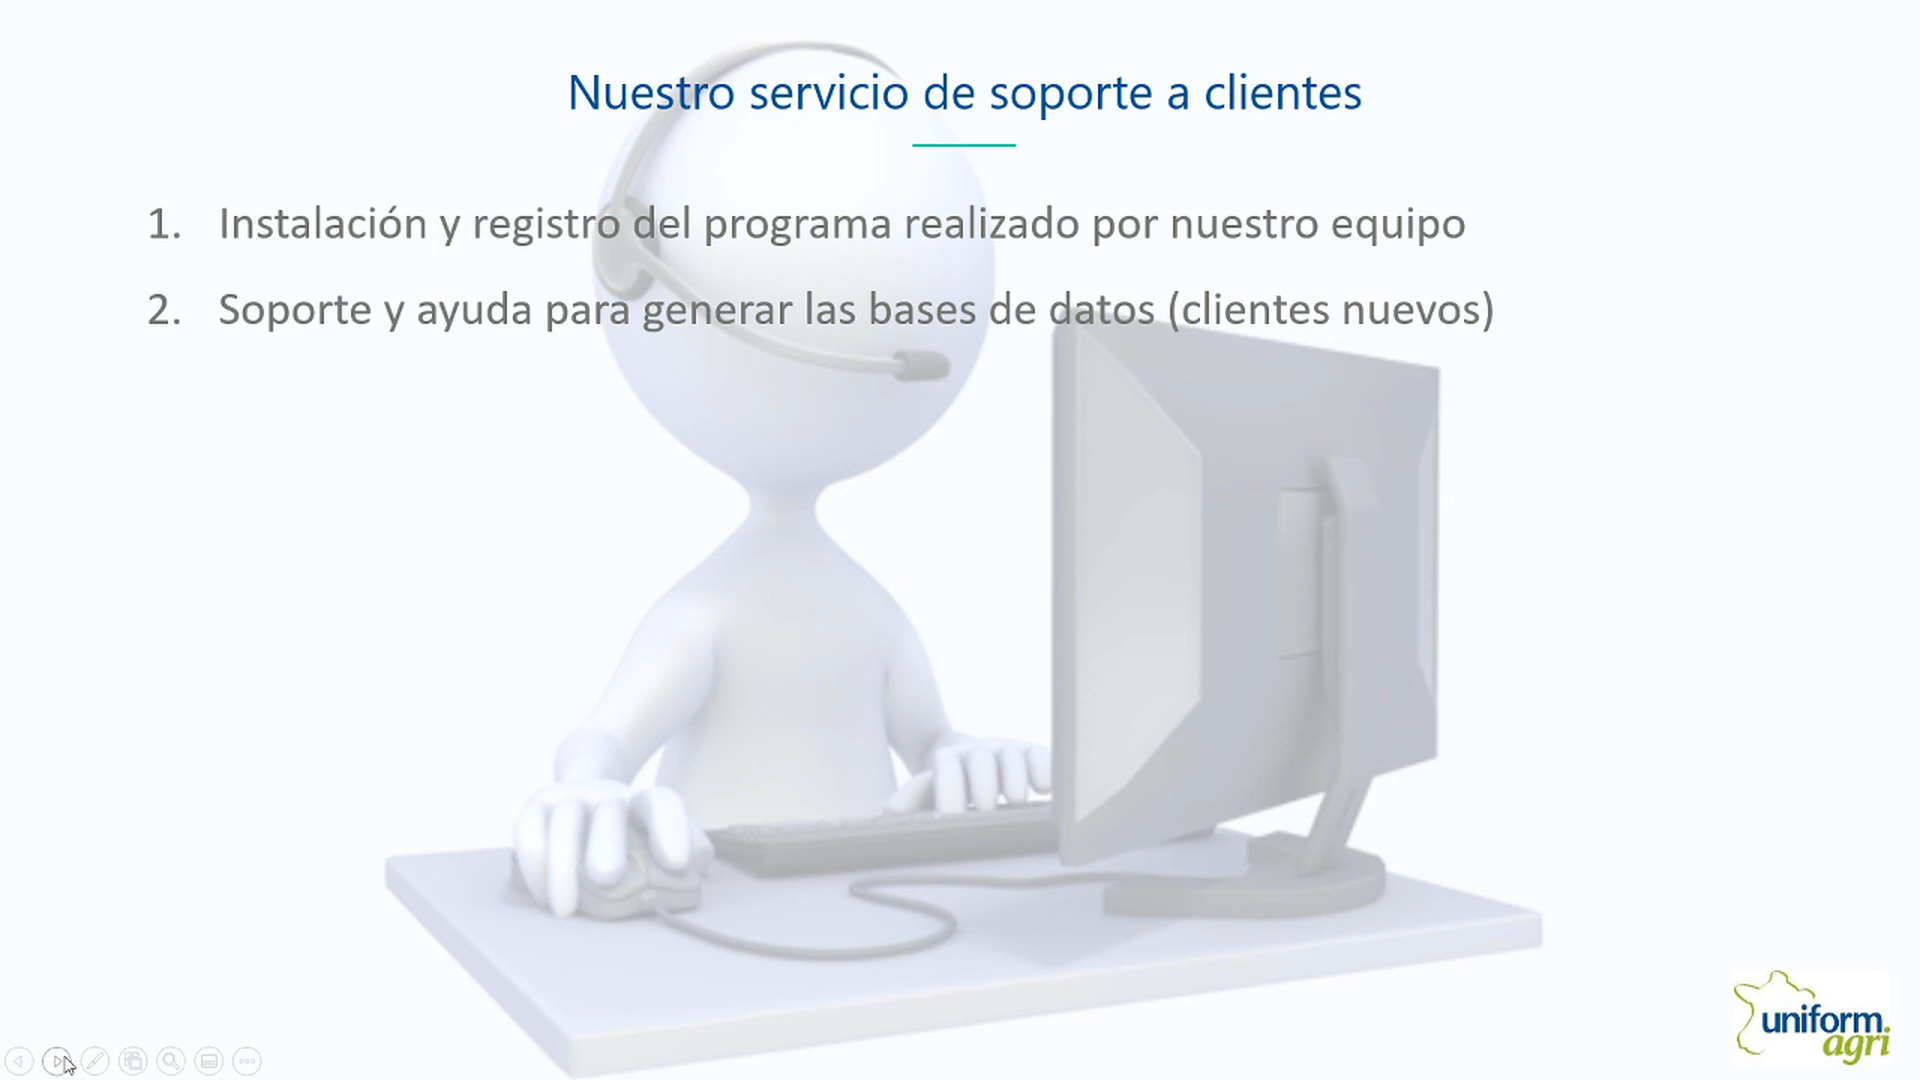 Nuestro servicio de soporte a clientes
1. Instalación y registro del programa realizado por nuestro equipo
2. Soporte y ayuda para generar las bases de datos (clientes nuevos)
uniform.
agri